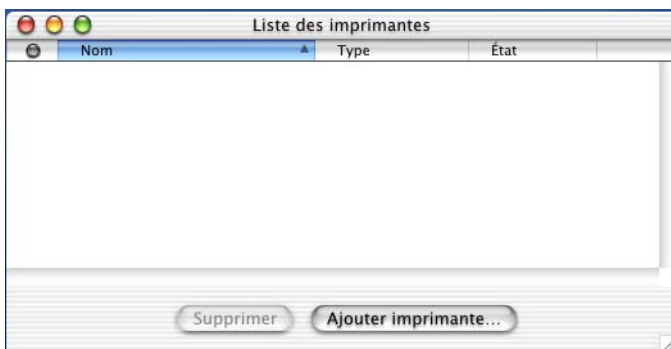 Liste des imprimantes
Nom Type État
Supprimer Ajouter imprimante...